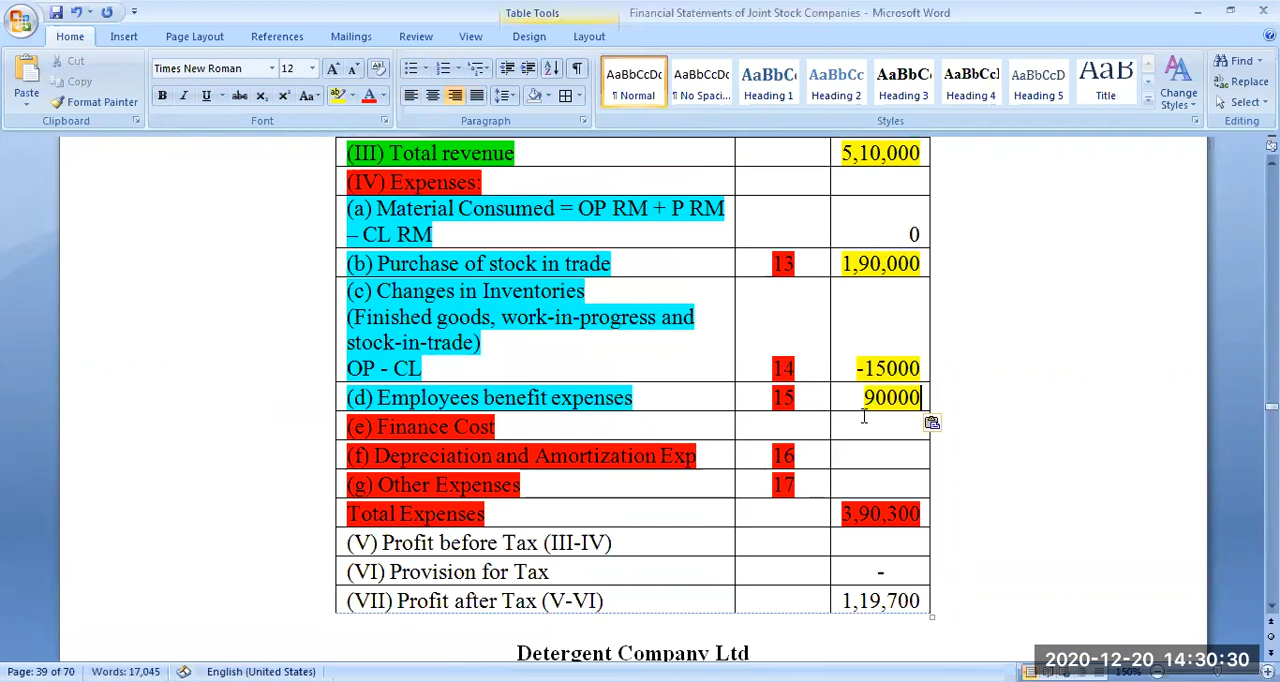 Table Tools
Financial Statements of Joint Stock Companies - Microsoft Word
Home Insert Page Layout References Mailings Review View Design Layout
Cut
Copy
Format Painter
Paste
Clipboard
Times New Roman 12
Font
Paragraph
AaBbCcDc AaBbCcDc AaBbC AaBbCc AaBbC AaBbCcI AaBbCcD AaB
¶ Normal ¶ No Spaci... Heading 1 Heading 2 Heading 3 Heading 4 Heading 5 Title
Change Styles
Styles
Find
Replace
Select
Editing
(III) Total revenue 5,10,000
(IV) Expenses:
(a) Material Consumed = OP RM + P RM
– CL RM 0
(b) Purchase of stock in trade 13 1,90,000
(c) Changes in Inventories
(Finished goods, work-in-progress and
stock-in-trade)
OP - CL 14 -15000
(d) Employees benefit expenses 15 90000
(e) Finance Cost
(f) Depreciation and Amortization Exp 16
(g) Other Expenses 17
Total Expenses 3,90,300
(V) Profit before Tax (III-IV)
(VI) Provision for Tax -
(VII) Profit after Tax (V-VI) 1,19,700
Detergent Company Ltd
Page: 39 of 70 Words: 17,045 English (United States) 150%
2020-12-20 14:30:30